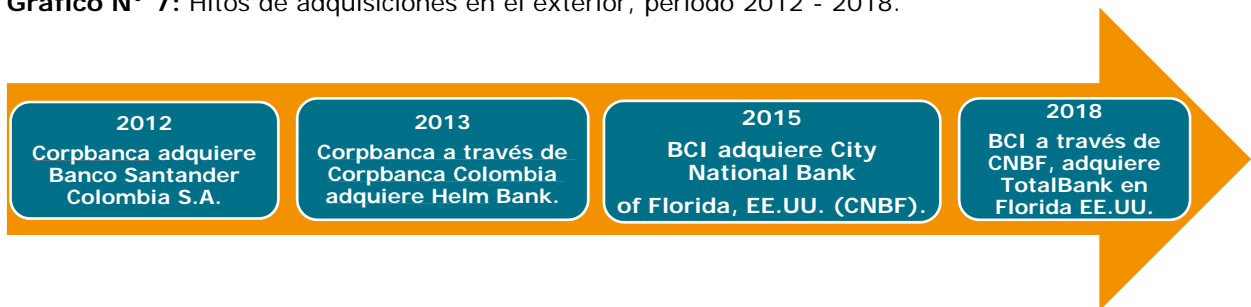 Gráfico N° 7: Hitos de adquisiciones en el exterior, período 2012 - 2018.
2012
Corpbanca adquiere
Banco Santander
Colombia S.A.
2013
Corpbanca a través de
Corpbanca Colombia
adquiere Helm Bank.
2015
BCI adquiere City
National Bank
of Florida, EE.UU. (CNBF).
2018
BCI a través de
CNBF, adquiere
TotalBank en
Florida EE.UU.